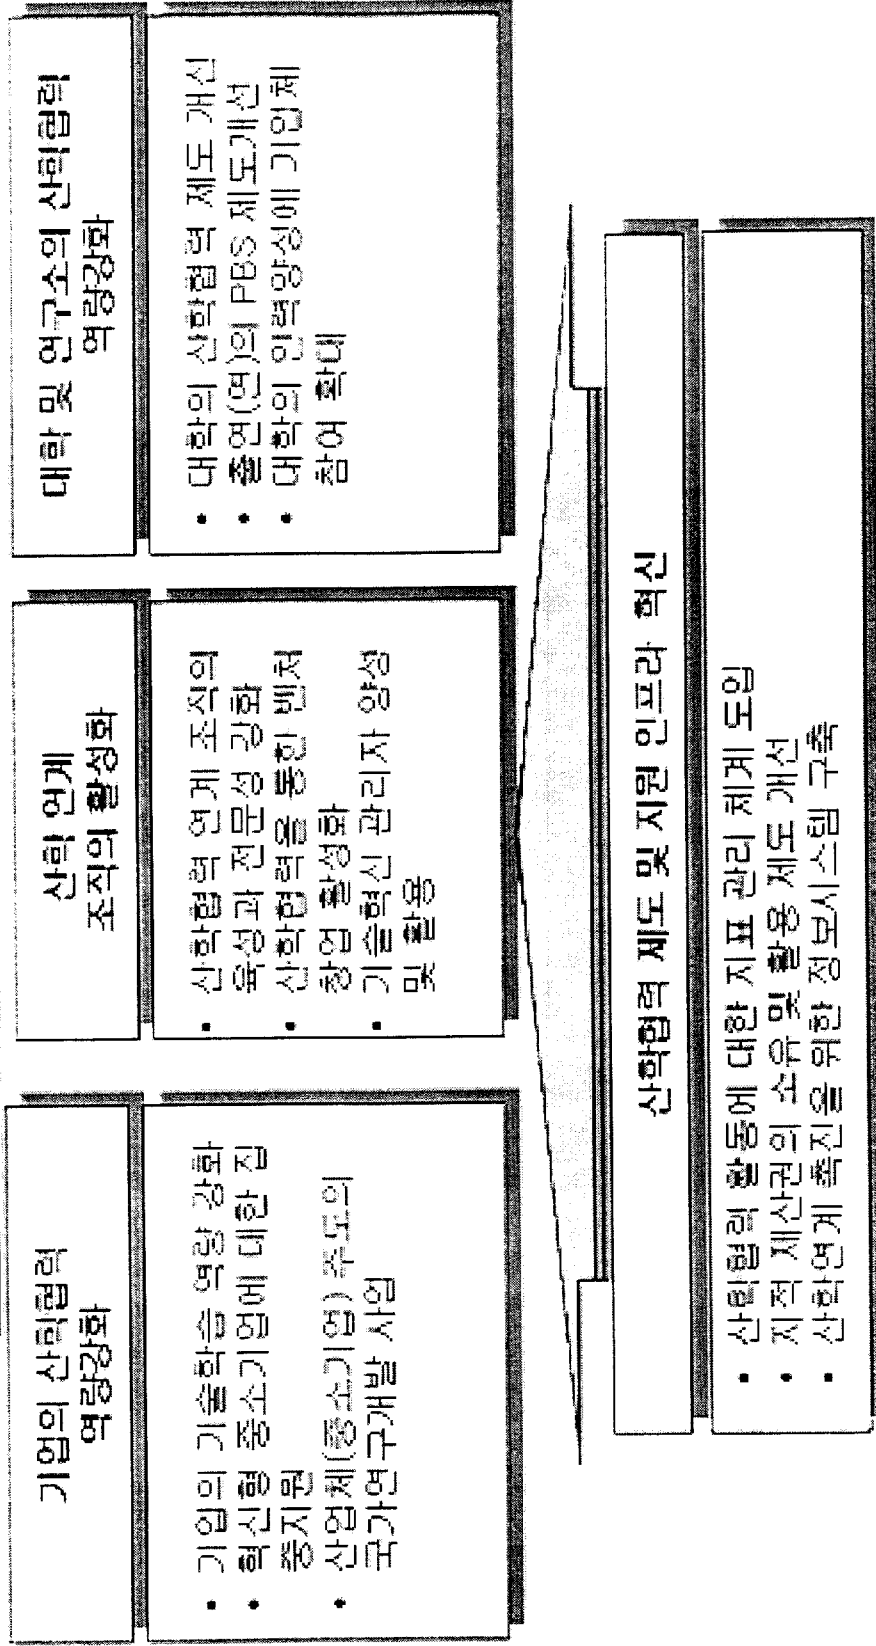 기업의 산학협력
역량강화
• 기업의 기술학습 역량 강화
• 혁신형 중소기업에 대한 집
중지원
• 산업체(중소기업) 주도의
국가연구개발 사업
산학 연계
조직의 활성화
• 산학협력 연계 조직의
육성과 전문성 강화
• 산학협력을 통한 벤처
창업 활성화
• 기술혁신 관리자 양성
및 활용
대학 및 연구소의 산학협력
역량강화
• 대학의 산학협력 제도 개선
• 출연(연)의 PBS 제도개선
• 대학의 인력양성에 기업체
참여 확대
산학협력 제도 및 지원 인프라 혁신
• 산학협력 활동에 대한 지표 관리 체계 도입
• 지적 재산권의 소유 및 활용 제도 개선
• 산학연계 촉진을 위한 정보시스템 구축